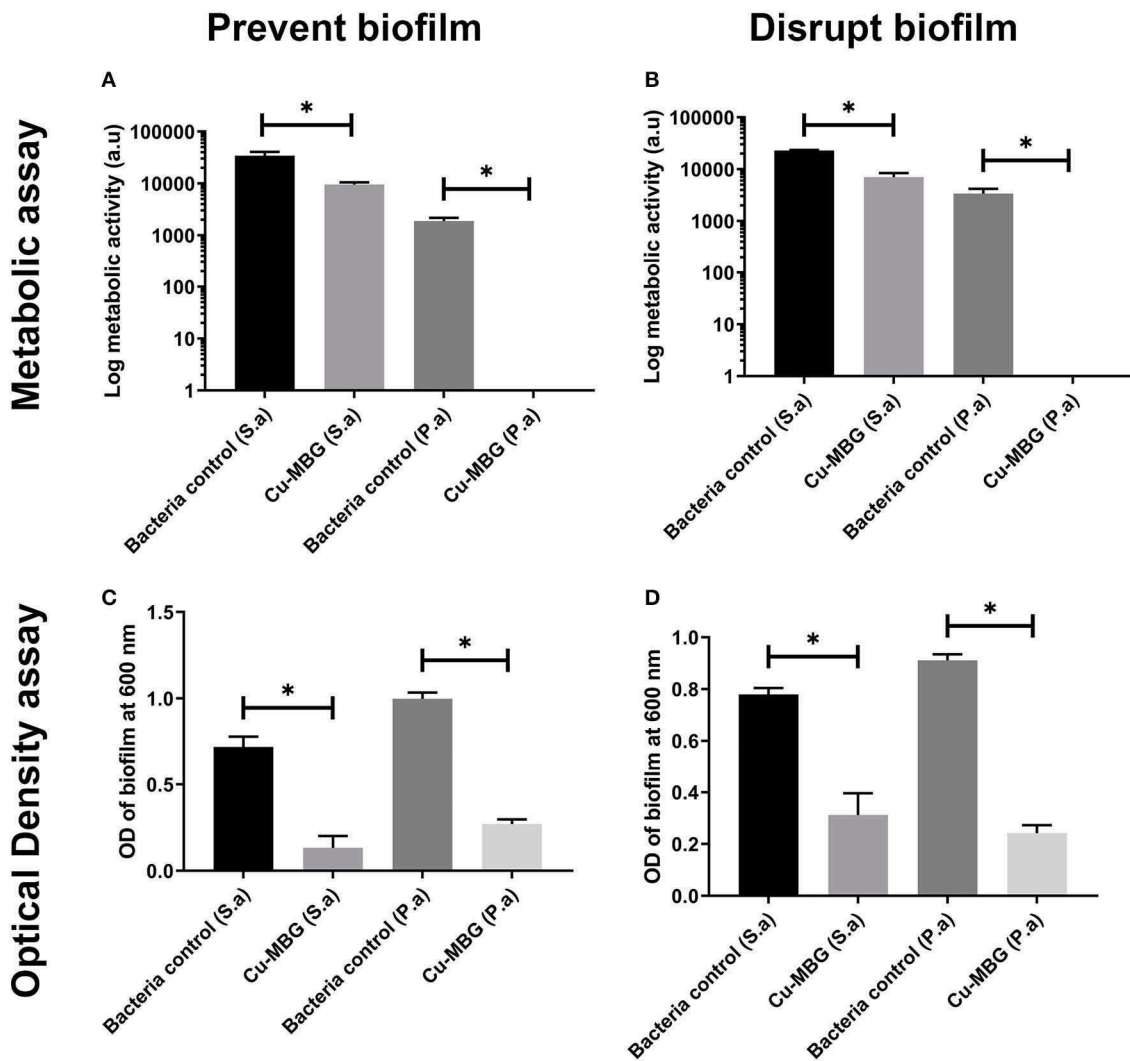 Prevent biofilm
Disrupt biofilm
Metabolic assay
A
Log metabolic activity (a.u)
100000
10000
1000
100
10
1
*
*
Bacteria control (S.a)
Cu-MBG (S.a)
Bacteria control (P.a)
Cu-MBG (P.a)
B
Log metabolic activity (a.u)
100000
10000
1000
100
10
1
*
*
Bacteria control (S.a)
Cu-MBG (S.a)
Bacteria control (P.a)
Cu-MBG (P.a)
Optical Density assay
C
OD of biofilm at 600 nm
1.5
1.0
0.5
0.0
*
*
Bacteria control (S.a)
Cu-MBG (S.a)
Bacteria control (P.a)
Cu-MBG (P.a)
D
OD of biofilm at 600 nm
1.0
0.8
0.6
0.4
0.2
0.0
*
*
Bacteria control (S.a)
Cu-MBG (S.a)
Bacteria control (P.a)
Cu-MBG (P.a)